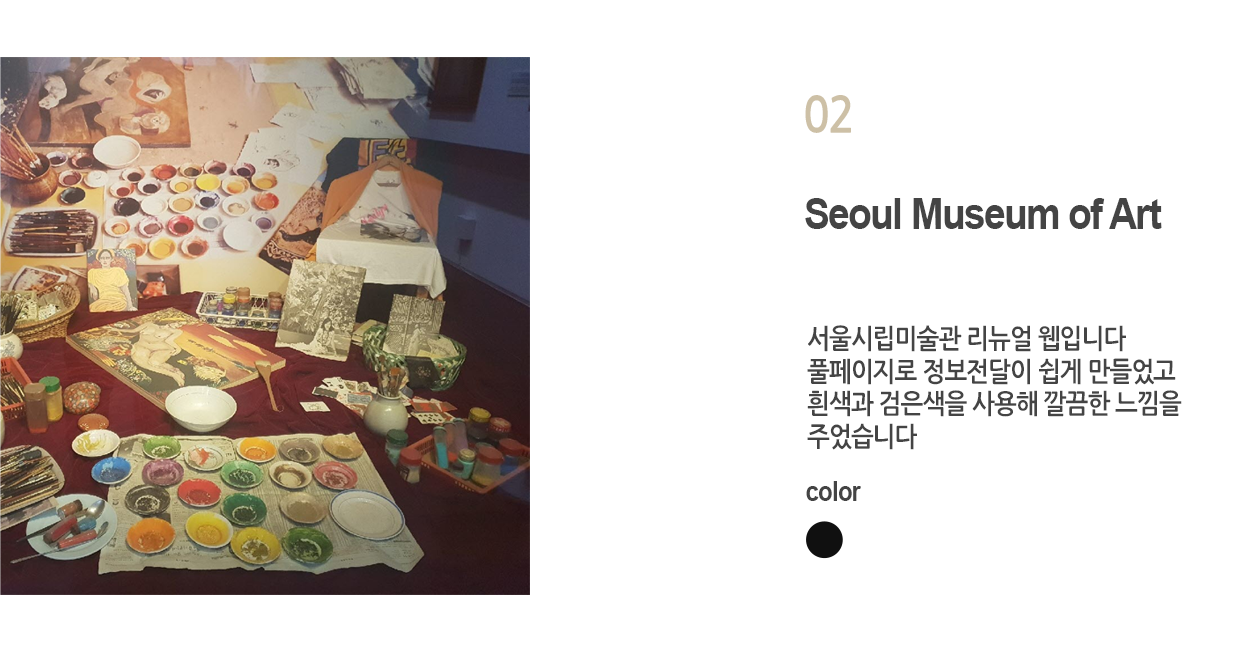 02
Seoul Museum of Art
서울시립미술관 리뉴얼 웹입니다
풀페이지로 정보전달이 쉽게 만들었고
흰색과 검은색을 사용해 깔끔한 느낌을
주었습니다
color